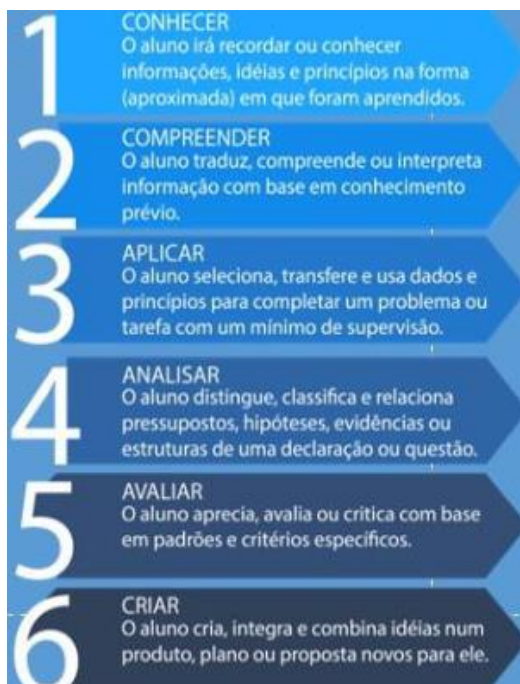 1
CONHECER
O aluno irá recordar ou conhecer
informações, idéias e princípios na forma
(aproximada) em que foram aprendidos.
2
COMPREENDER
O aluno traduz, compreende ou interpreta
informação com base em conhecimento
prévio.
3
APLICAR
O aluno seleciona, transfere e usa dados e
princípios para completar um problema ou
tarefa com um mínimo de supervisão.
4
ANALISAR
O aluno distingue, classifica e relaciona
pressupostos, hipóteses, evidências ou
estruturas de uma declaração ou questão.
5
AVALIAR
O aluno aprecia, avalia ou critica com base
em padrões e critérios específicos.
6
CRIAR
O aluno cria, integra e combina idéias num
produto, plano ou proposta novos para ele.